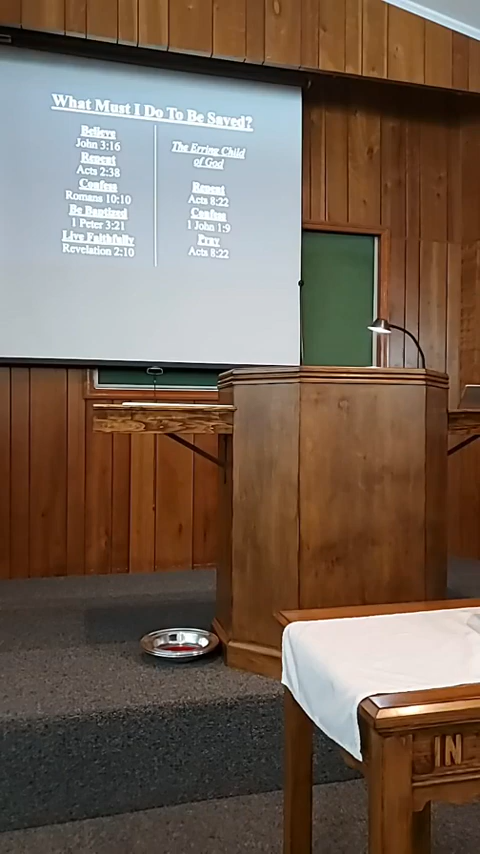 What Must I Do To Be Saved?
Believe
John 3:16
Repent
Acts 2:38
Confess
Romans 10:10
Be Baptized
1 Peter 3:21
Live Faithfully
Revelation 2:10
The Erring Child
of God
Repent
Acts 8:22
Confess
1 John 1:9
Pray
Acts 8:22
IN